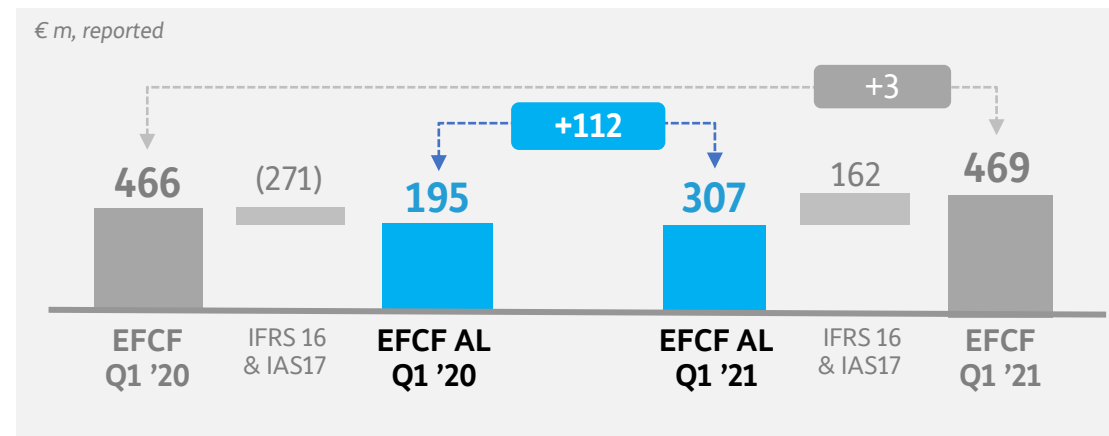 € m, reported
+3
+112
466
(271)
195
307
162
469
EFCF
Q1 ’20
IFRS 16
& IAS17
EFCF AL
Q1 ’20
EFCF AL
Q1 ’21
IFRS 16
& IAS17
EFCF
Q1 ’21